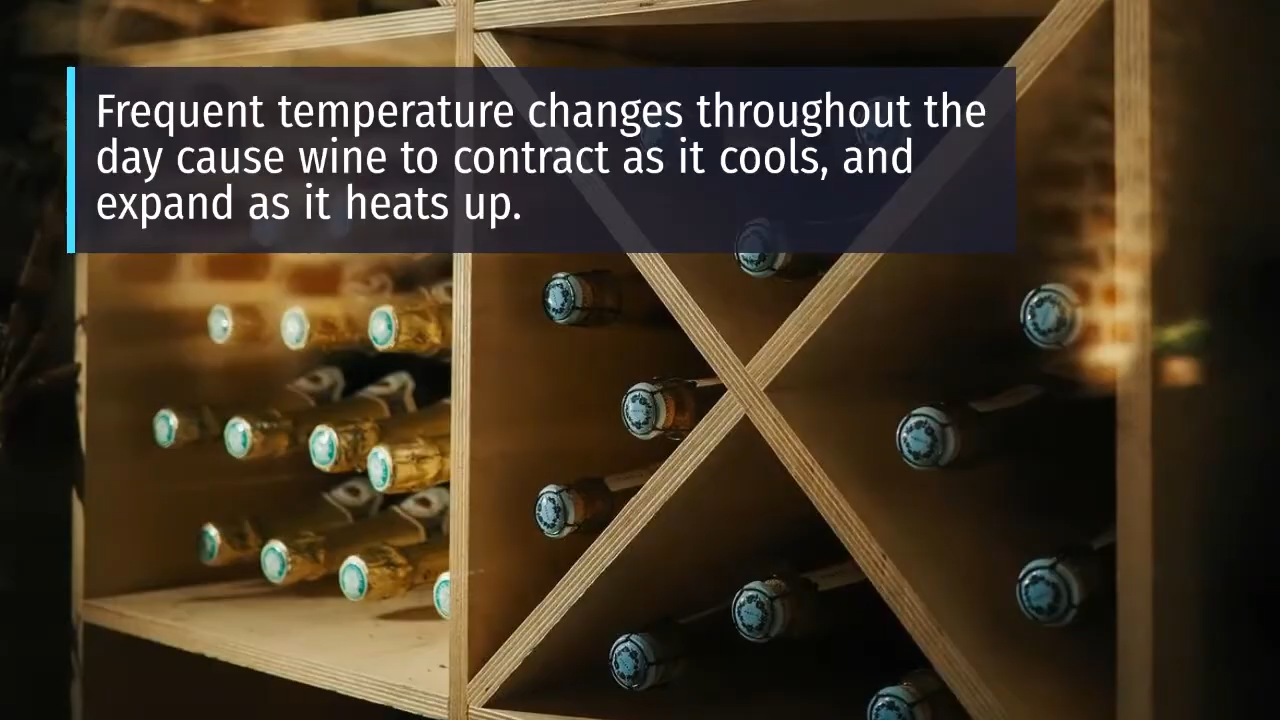 Frequent temperature changes throughout the
day cause wine to contract as it cools, and
expand as it heats up.